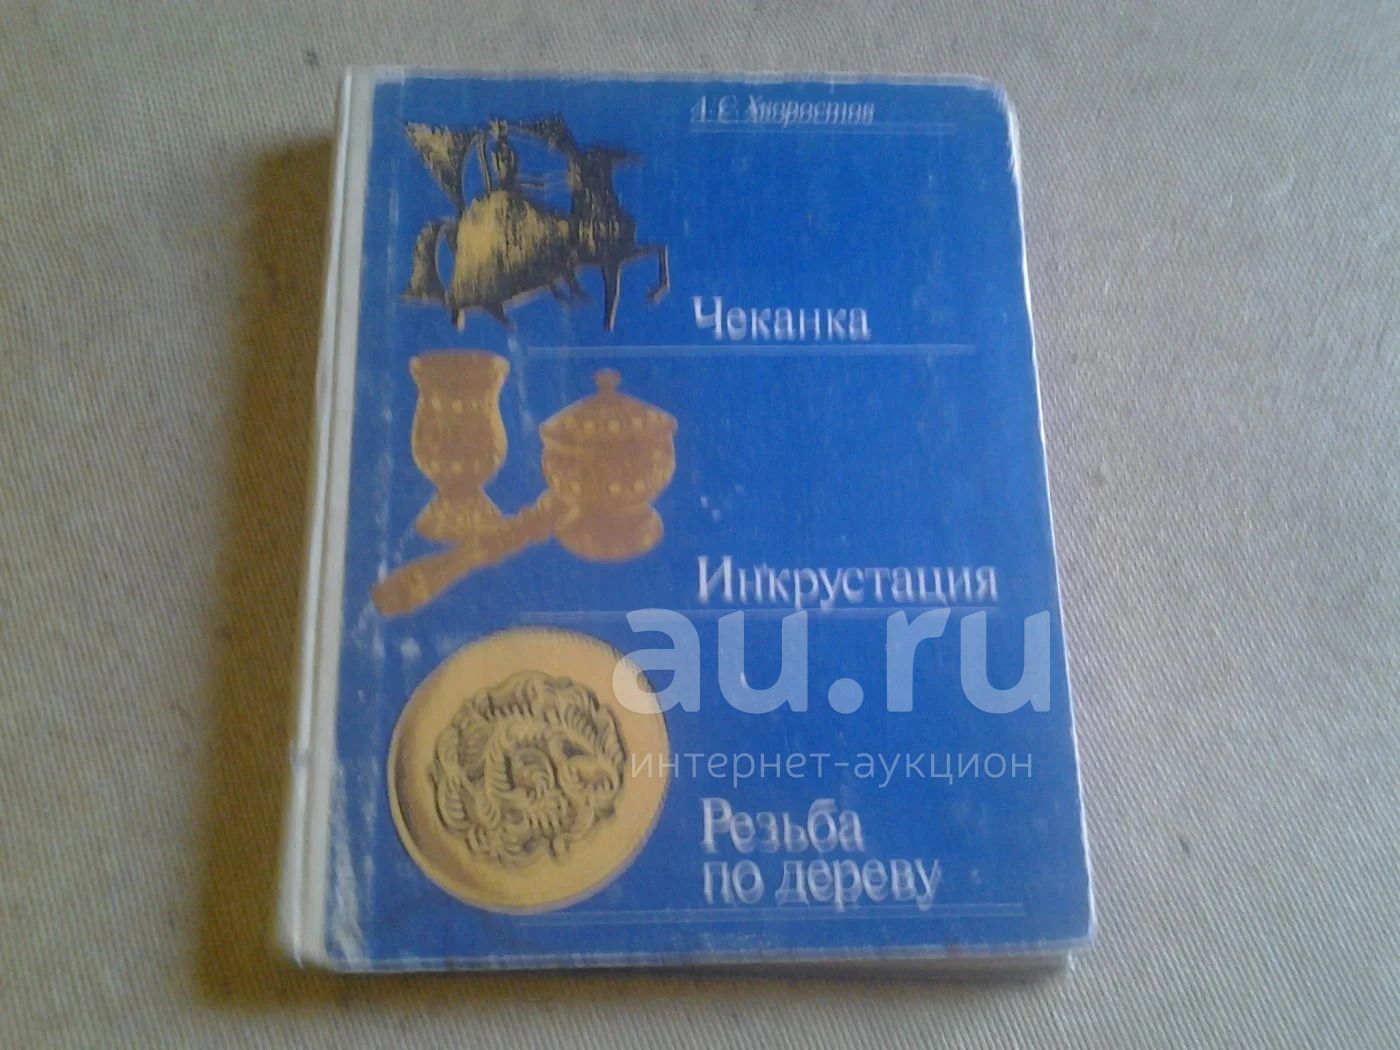 А. С. Хворостов
Чеканка
Инкрустация
au.ru
интернет-аукцион
Резьба
по дереву